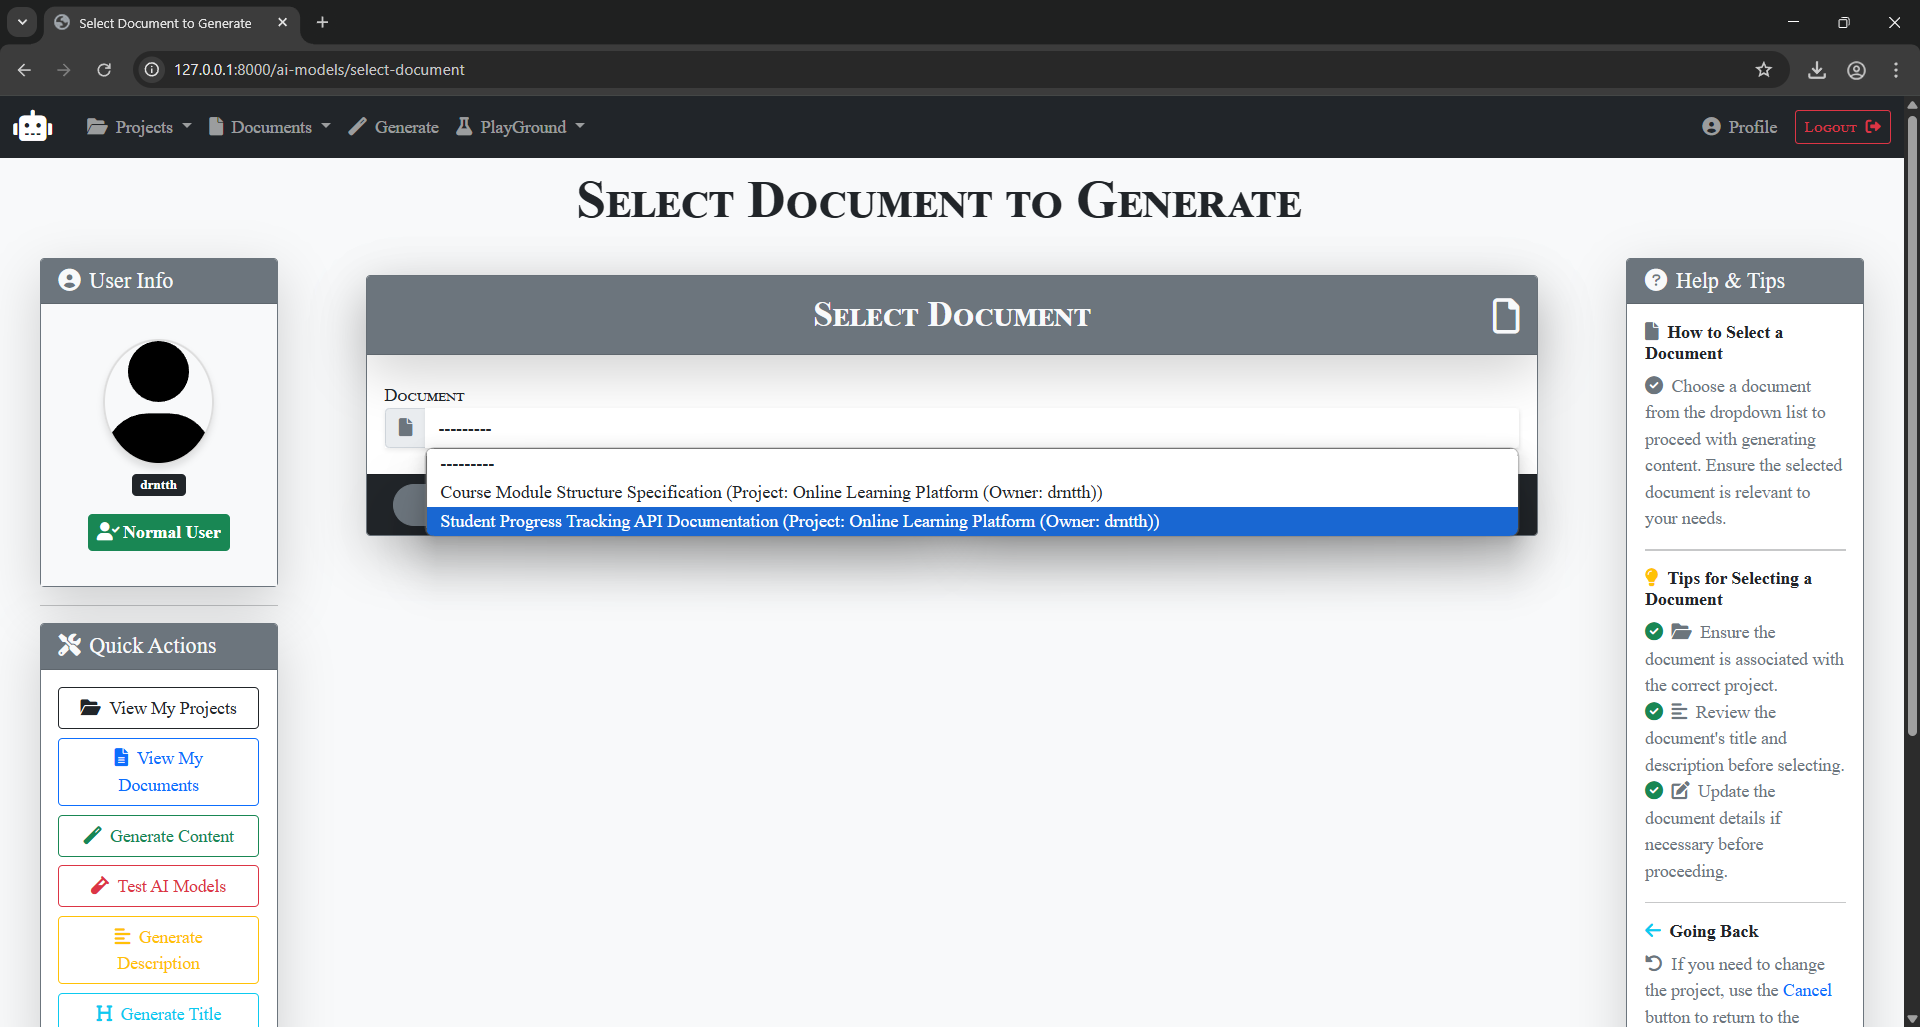 Select Document to Generate
127.0.0.1:8000/ai-models/select-document
Projects Documents Generate PlayGround Profile Logout
Select Document to Generate
User Info
drntth
Normal User
Quick Actions
View My Projects
View My
Documents
Generate Content
Test AI Models
Generate
Description
Generate Title
Select Document
Document
---------
---------
Course Module Structure Specification (Project: Online Learning Platform (Owner: drntth))
Student Progress Tracking API Documentation (Project: Online Learning Platform (Owner: drntth))
Help & Tips
How to Select a
Document
Choose a document
from the dropdown list to
proceed with generating
content. Ensure the selected
document is relevant to
your needs.
Tips for Selecting a
Document
Ensure the
document is associated with
the correct project.
Review the
document's title and
description before selecting.
Update the
document details if
necessary before
proceeding.
Going Back
If you need to change
the project, use the Cancel
button to return to the